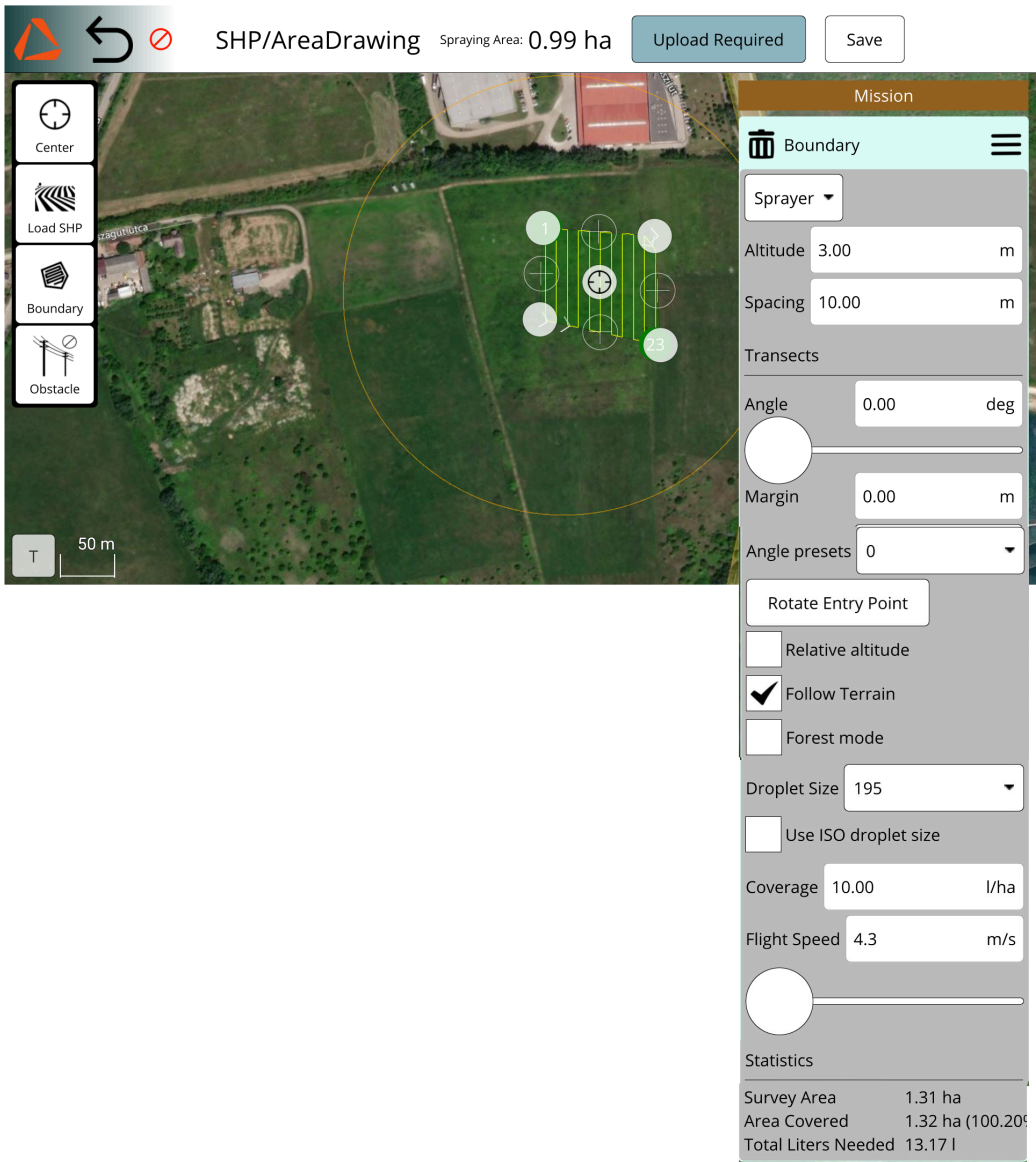 SHP/AreaDrawing Spraying Area: 0.99 ha Upload Required Save
Center
Load SHP
Boundary
Obstacle
szagutiutca
1
23
T 50 m
Mission
Boundary
Sprayer
Altitude 3.00 m
Spacing 10.00 m
Transects
Angle 0.00 deg
Margin 0.00 m
Angle presets 0
Rotate Entry Point
Relative altitude
Follow Terrain
Forest mode
Droplet Size 195
Use ISO droplet size
Coverage 10.00 l/ha
Flight Speed 4.3 m/s
Statistics
Survey Area 1.31 ha
Area Covered 1.32 ha (100.20%
Total Liters Needed 13.17 l